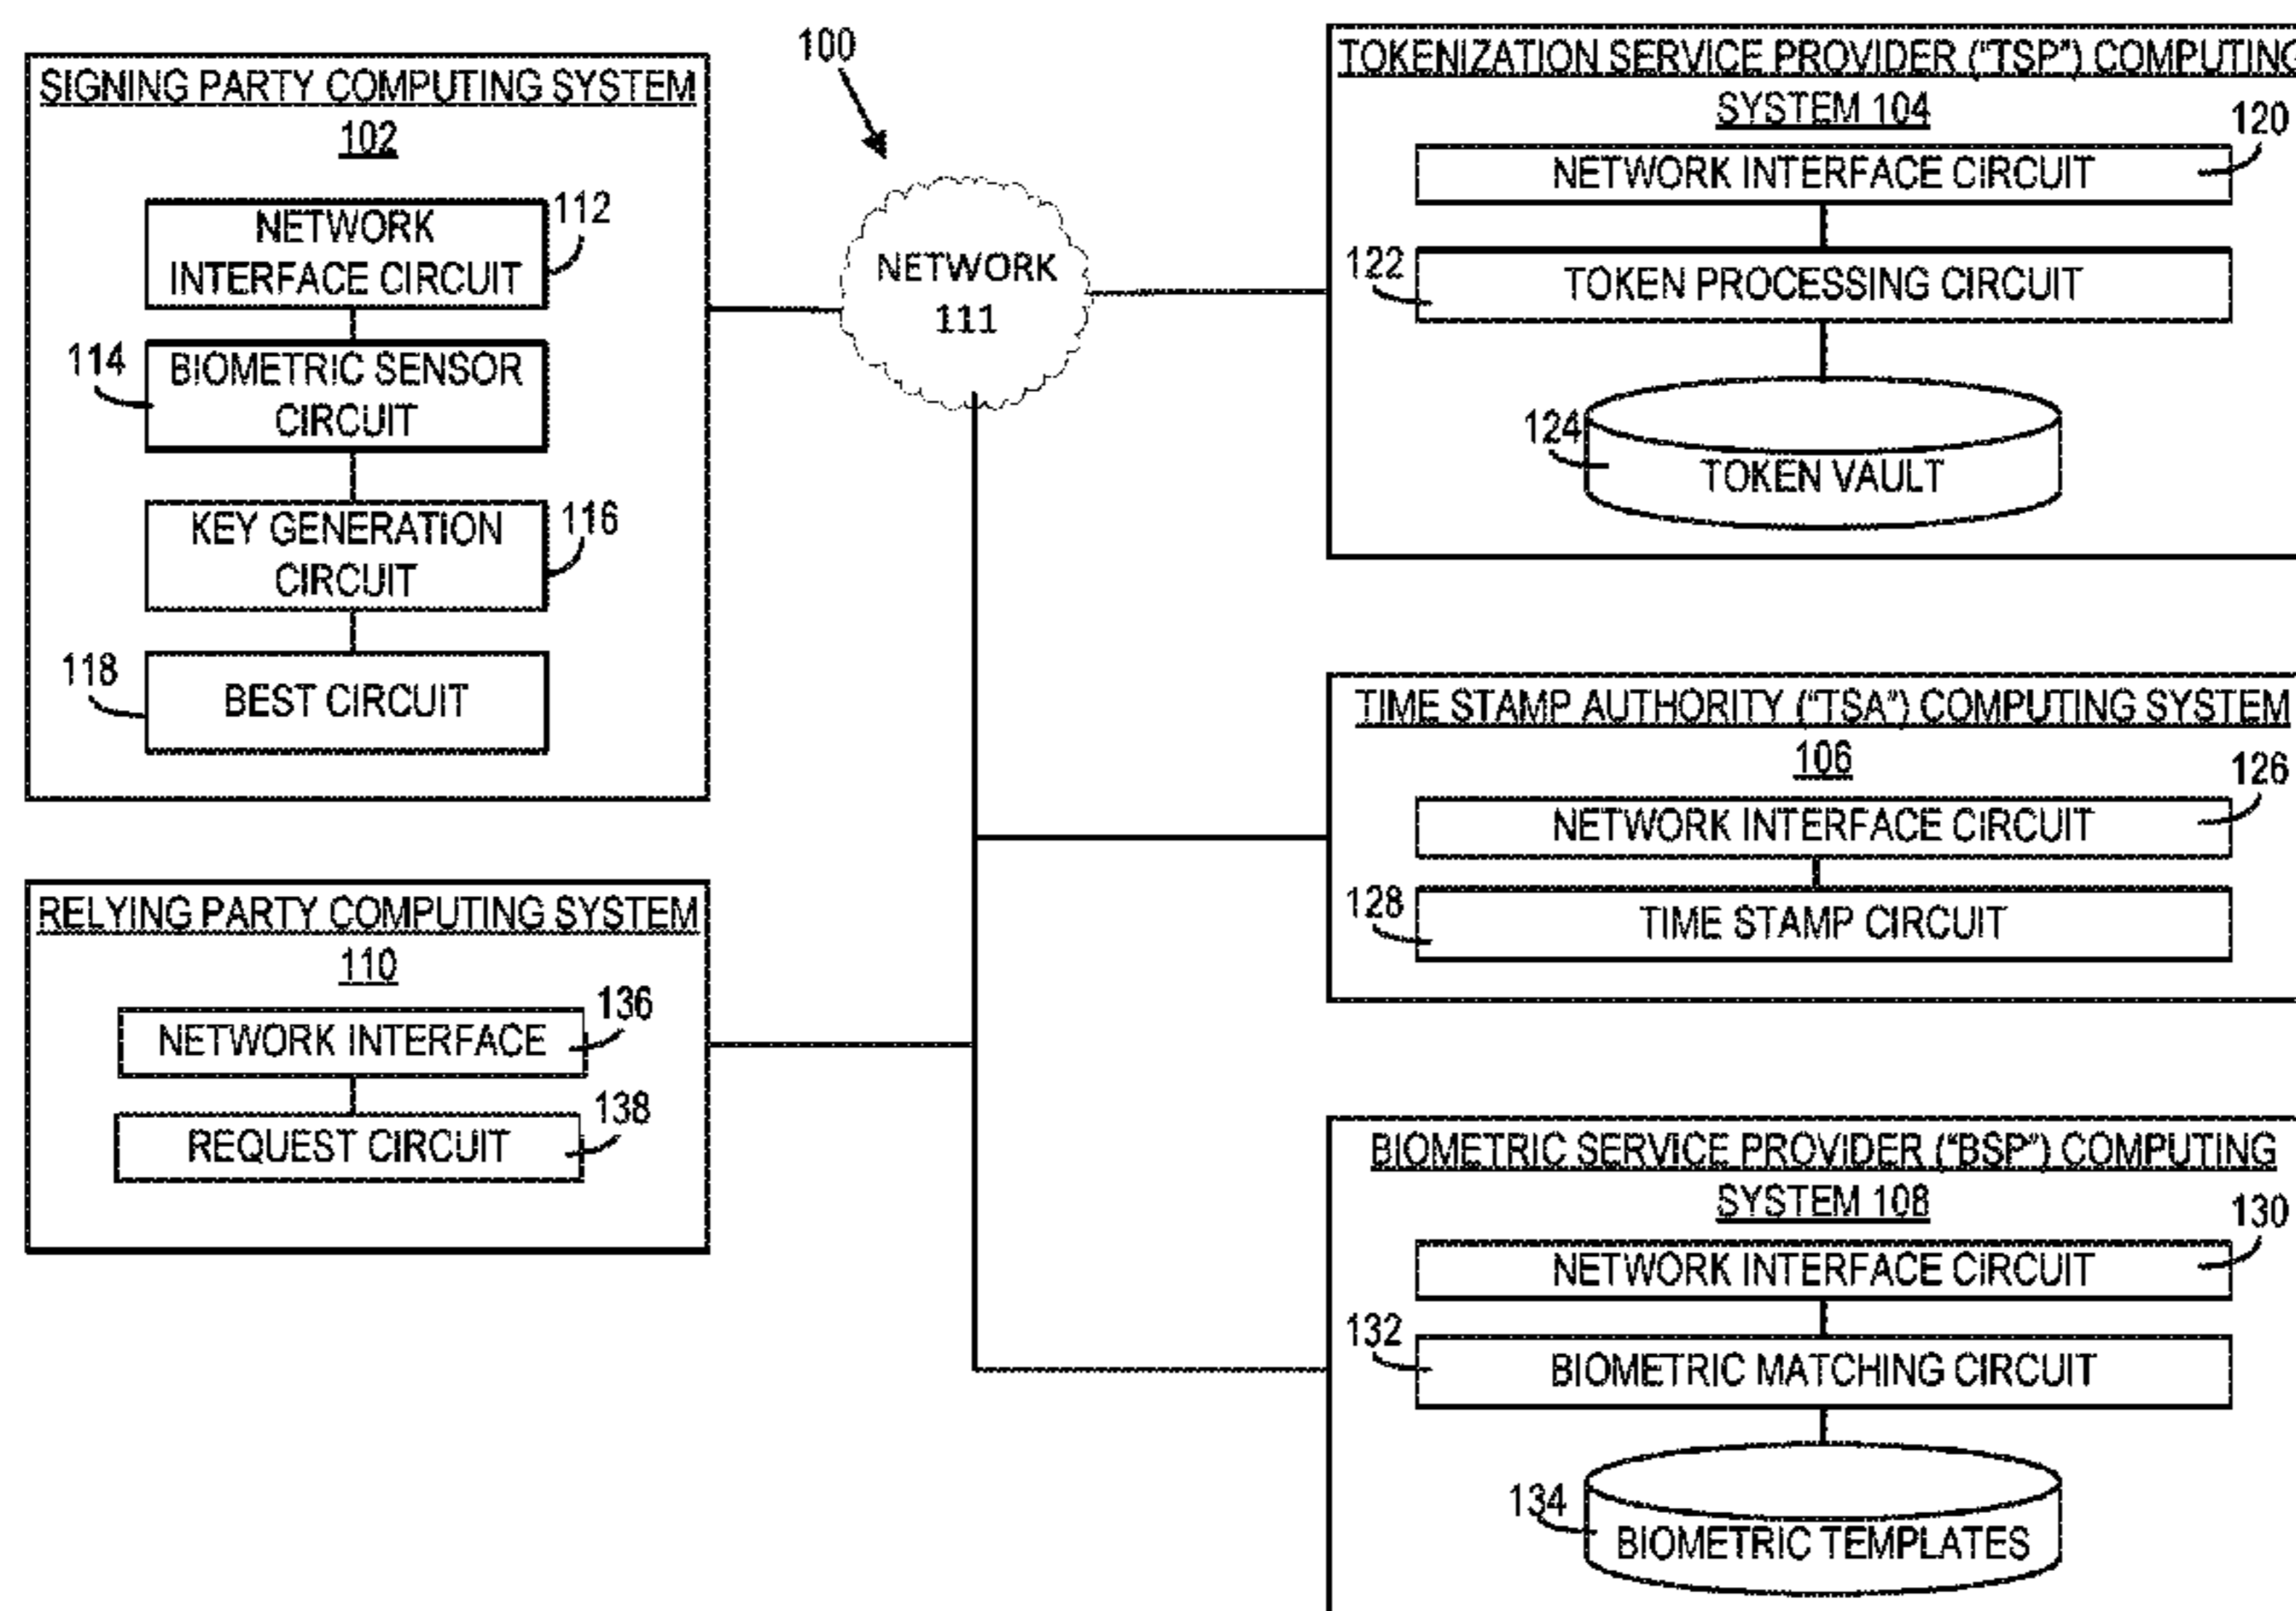 100
SIGNING PARTY COMPUTING SYSTEM
102
NETWORK
INTERFACE CIRCUIT
112
114
BIOMETRIC SENSOR
CIRCUIT
KEY GENERATION
CIRCUIT
116
118
BEST CIRCUIT
NETWORK
111
TOKENIZATION SERVICE PROVIDER ("TSP") COMPUTING
SYSTEM 104
120
NETWORK INTERFACE CIRCUIT
122
TOKEN PROCESSING CIRCUIT
124
TOKEN VAULT
TIME STAMP AUTHORITY ("TSA") COMPUTING SYSTEM
106
126
NETWORK INTERFACE CIRCUIT
128
TIME STAMP CIRCUIT
RELYING PARTY COMPUTING SYSTEM
110
136
NETWORK INTERFACE
138
REQUEST CIRCUIT
BIOMETRIC SERVICE PROVIDER ("BSP") COMPUTING
SYSTEM 108
130
NETWORK INTERFACE CIRCUIT
132
BIOMETRIC MATCHING CIRCUIT
134
BIOMETRIC TEMPLATES